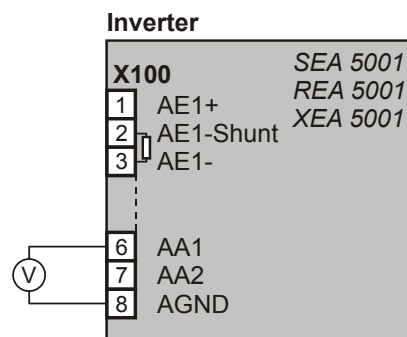 Inverter
X100
SEA 5001
REA 5001
XEA 5001
1 AE1+
2 AE1-Shunt
3 AE1-
6 AA1
7 AA2
8 AGND
V